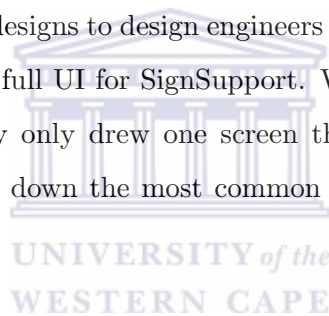 designs to design engineers
full UI for SignSupport. W
y only drew one screen th
down the most common
UNIVERSITY of the
WESTERN CAPE